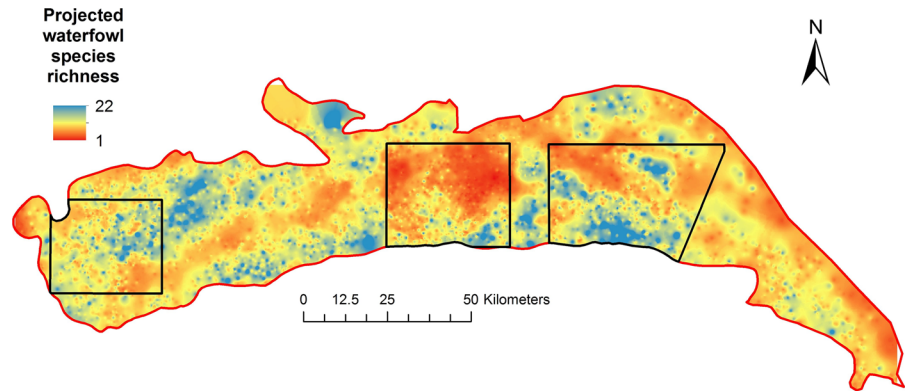 Projected
waterfowl
species
richness
22
1
N
0 12.5 25 50 Kilometers